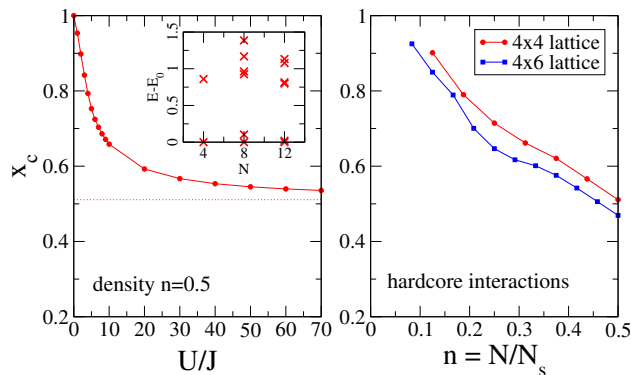 1
0.8
0.6
0.4
0.2
x_c
0 10 20 30 40 50 60 70
U/J
density n=0.5
1.5
1
0.5
0
E-E_0
4 8 12
N
1
0.8
0.6
0.4
0.2
0 0.1 0.2 0.3 0.4 0.5
n = N/N_s
hardcore interactions
4x4 lattice
4x6 lattice